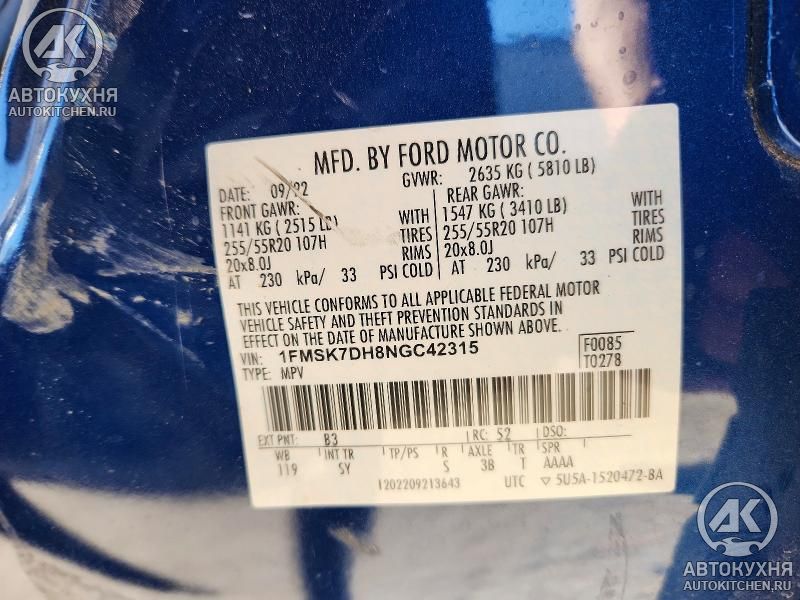 АК
АВТОКУХНЯ
AUTOKITCHEN.RU
MFD. BY FORD MOTOR CO.
DATE: 09/22 GVWR: 2635 KG ( 5810 LB)
FRONT GAWR: REAR GAWR:
1141 KG ( 2515 LB) WITH 1547 KG ( 3410 LB) WITH
255/55R20 107H TIRES 255/55R20 107H TIRES
20x8.0J RIMS 20x8.0J RIMS
AT 230 kPa/ 33 PSI COLD AT 230 kPa/ 33 PSI COLD
THIS VEHICLE CONFORMS TO ALL APPLICABLE FEDERAL MOTOR
VEHICLE SAFETY AND THEFT PREVENTION STANDARDS IN
EFFECT ON THE DATE OF MANUFACTURE SHOWN ABOVE.
VIN: 1FMSK7DH8NGC42315 F0085
TYPE: MPV T0278
EXT PNT: B3 RC: 52 DSO:
WB INT TR TP/PS R AXLE TR SPR
119 SY S 3B T AAAA
1202209213643 UTC ▽ 5U5A-1520472-BA
АК
АВТОКУХНЯ
AUTOKITCHEN.RU